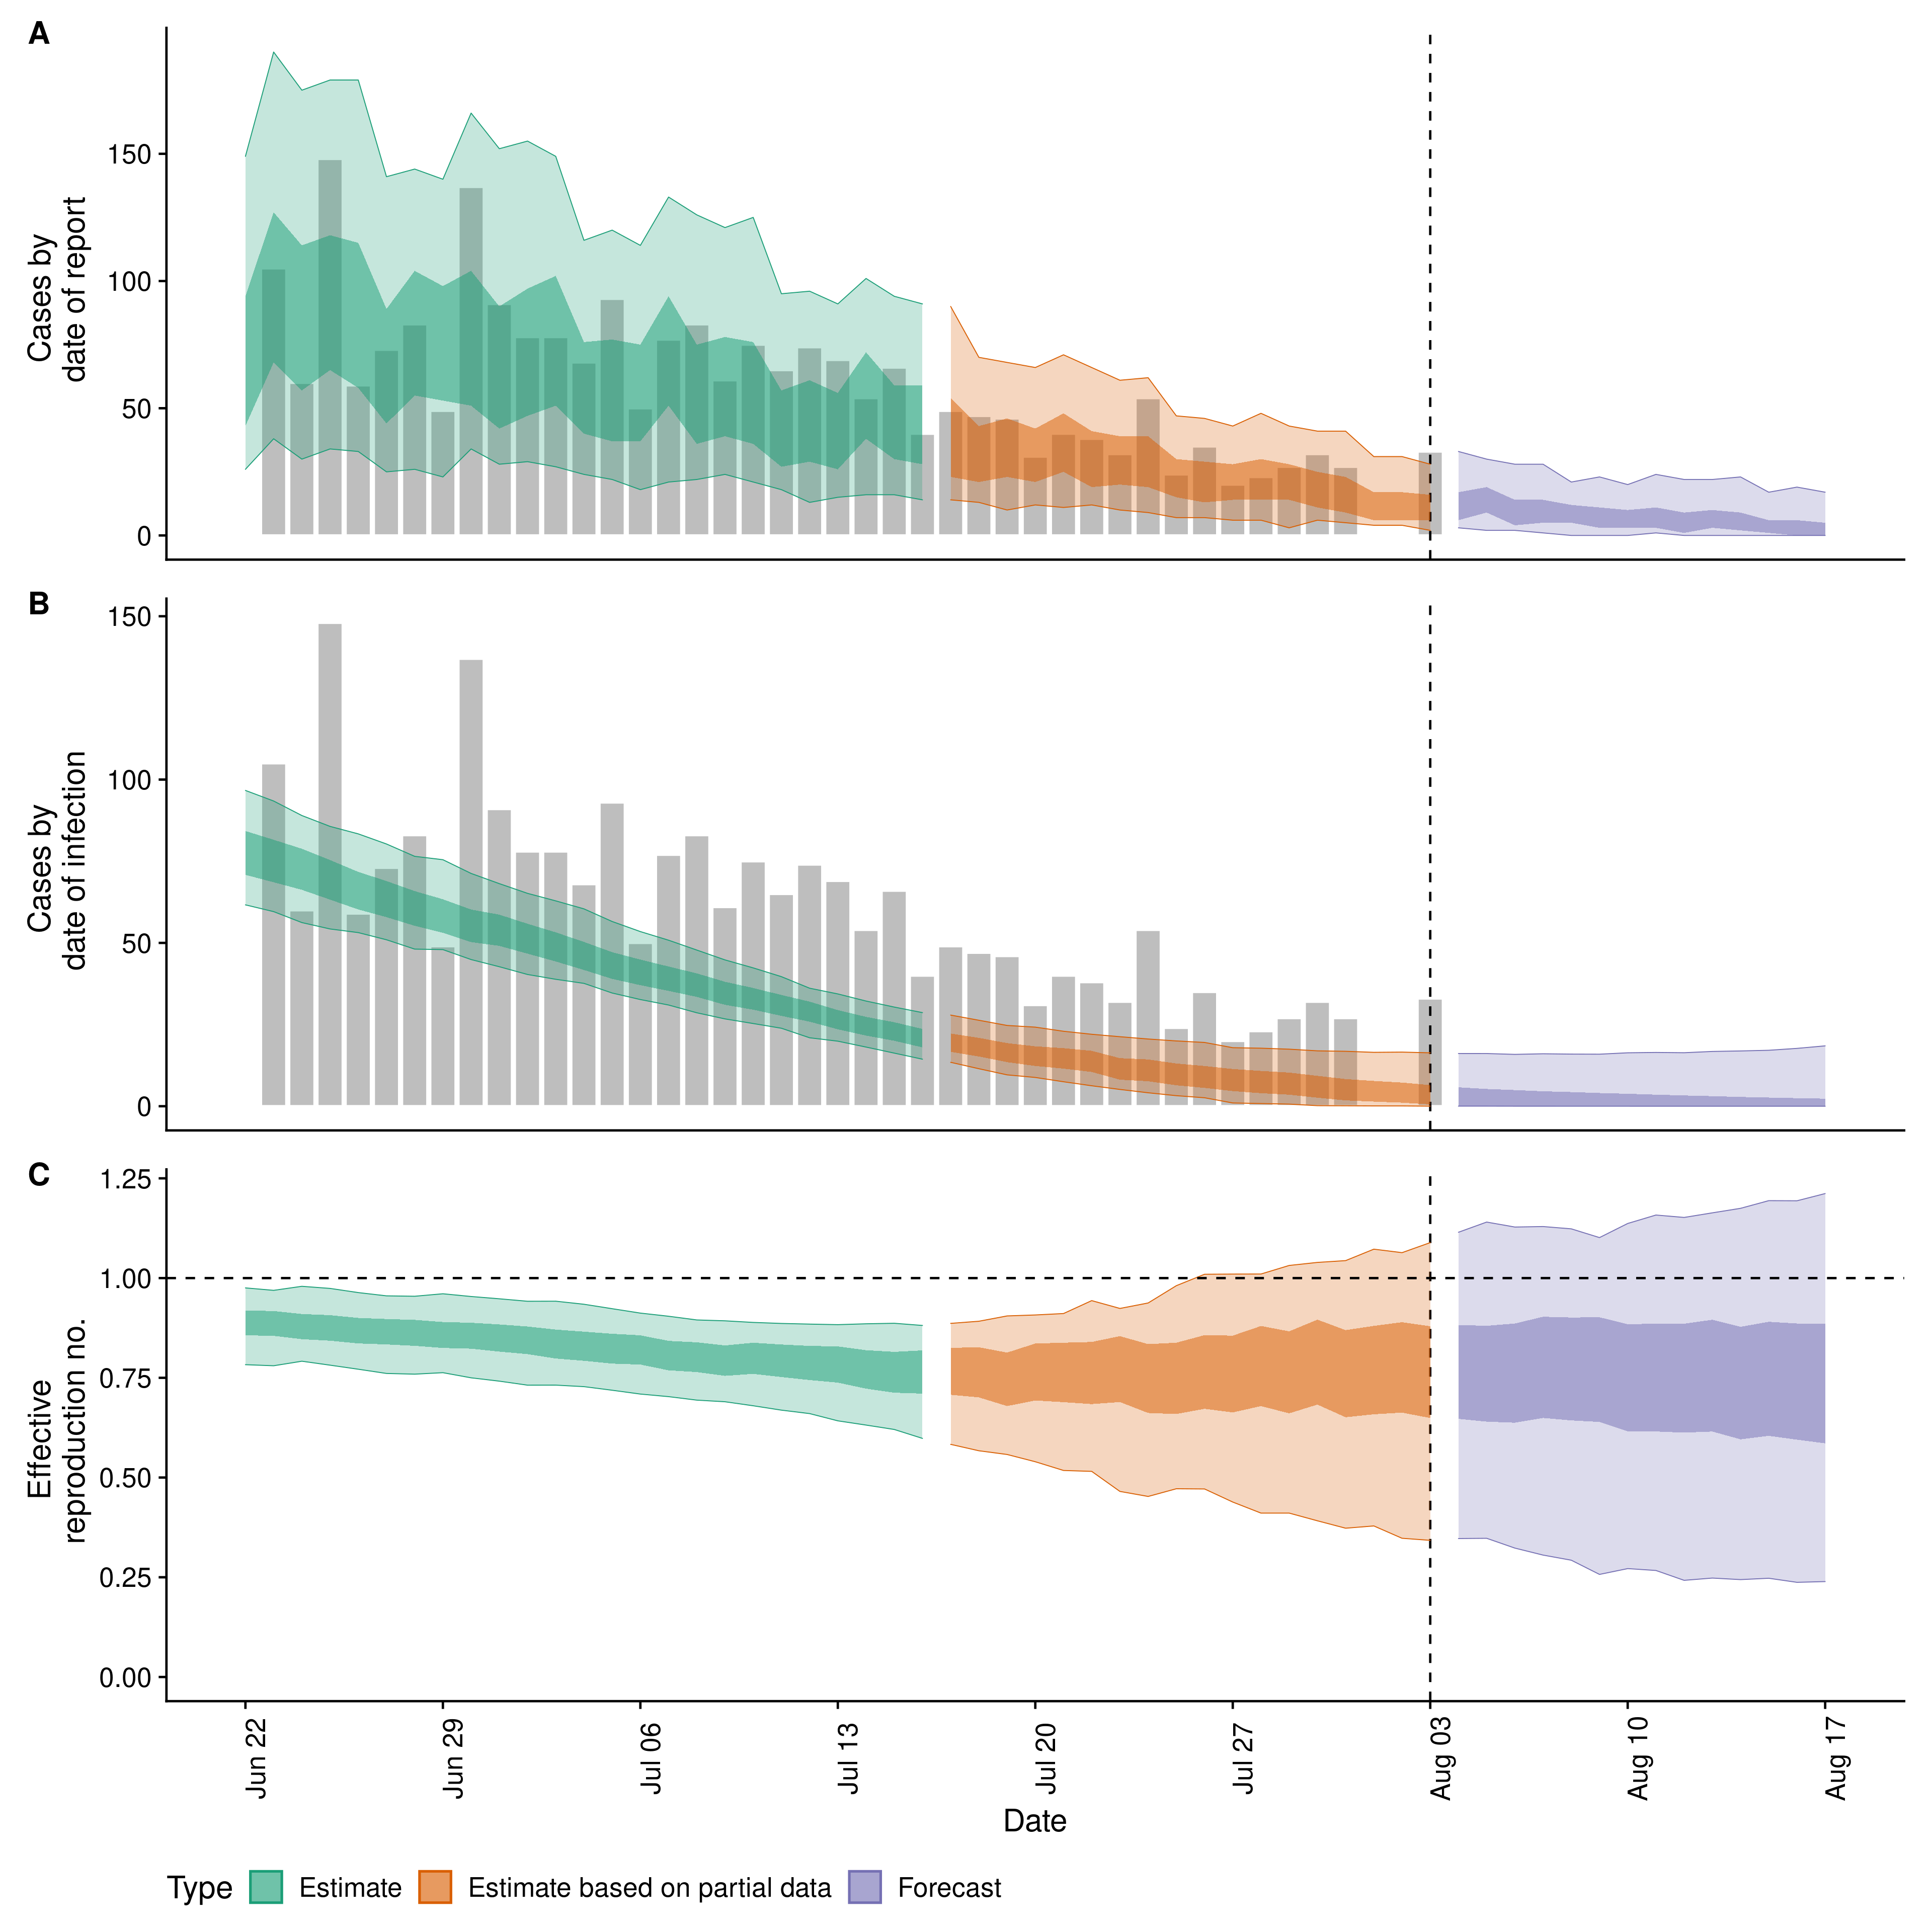 A
Cases by
date of report
150
100
50
0
B
Cases by
date of infection
150
100
50
0
C
Effective
reproduction no.
1.25
1.00
0.75
0.50
0.25
0.00
Jun 22
Jun 29
Jul 06
Jul 13
Jul 20
Jul 27
Aug 03
Aug 10
Aug 17
Date
Type Estimate Estimate based on partial data Forecast